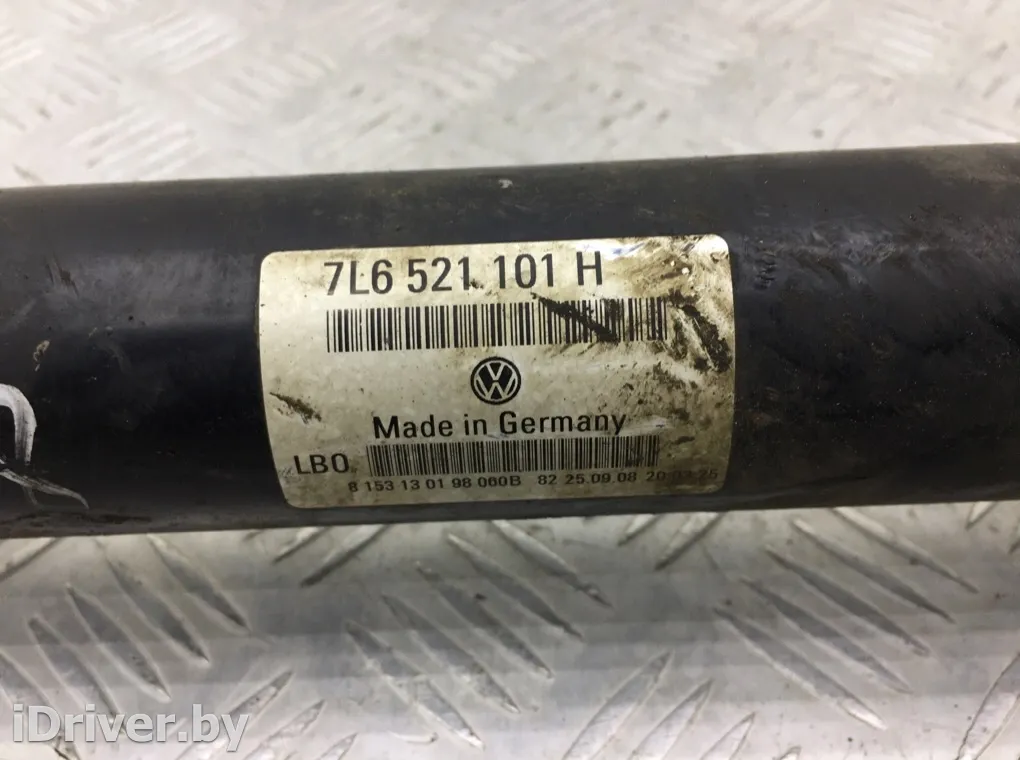 7L6 521 101 H
Made in Germany
LBO
8 153 13 01 98 060B 82 25.09.08
iDriver.by